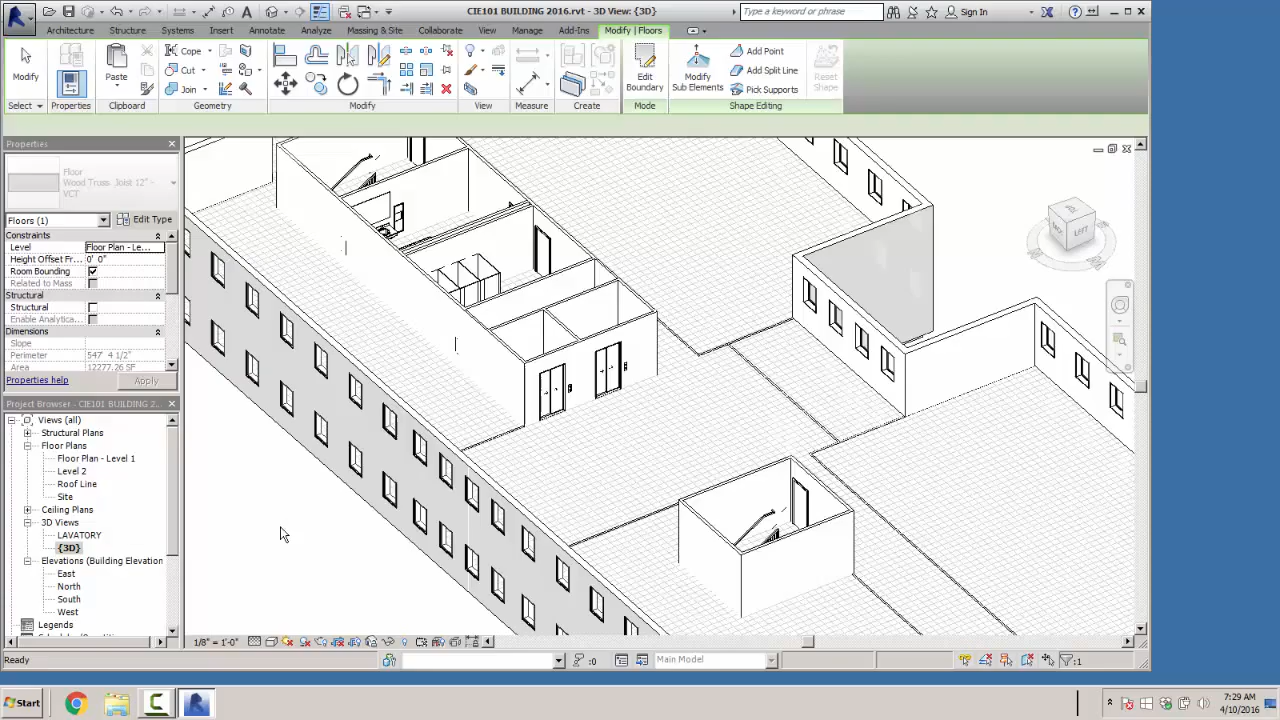 CIE101 BUILDING 2016.rvt - 3D View: {3D}
Type a keyword or phrase
Sign In
Architecture Structure Systems Insert Annotate Analyze Massing & Site Collaborate View Manage Add-Ins Modify | Floors
Modify
Properties
Paste
Cope
Cut
Join
Edit Boundary
Modify Sub Elements
Add Point
Add Split Line
Pick Supports
Reset Shape
Select Properties Clipboard Geometry Modify View Measure Create Mode Shape Editing
Properties
Floor
Wood Truss Joist 12" - VCT
Floors (1) Edit Type
Constraints
Level Floor Plan - Le...
Height Offset Fr... 0' 0"
Room Bounding
Related to Mass
Structural
Structural
Enable Analytica...
Dimensions
Slope
Perimeter 547' 4 1/2"
Area 12277.26 SF
Properties help Apply
Project Browser - CIE101 BUILDING 2...
Views (all)
Structural Plans
Floor Plans
Floor Plan - Level 1
Level 2
Roof Line
Site
Ceiling Plans
3D Views
LAVATORY
{3D}
Elevations (Building Elevation
East
North
South
West
Legends
LEFT
1/8" = 1'-0"
Ready
:0
Main Model
:1
Start
7:29 AM
4/10/2016